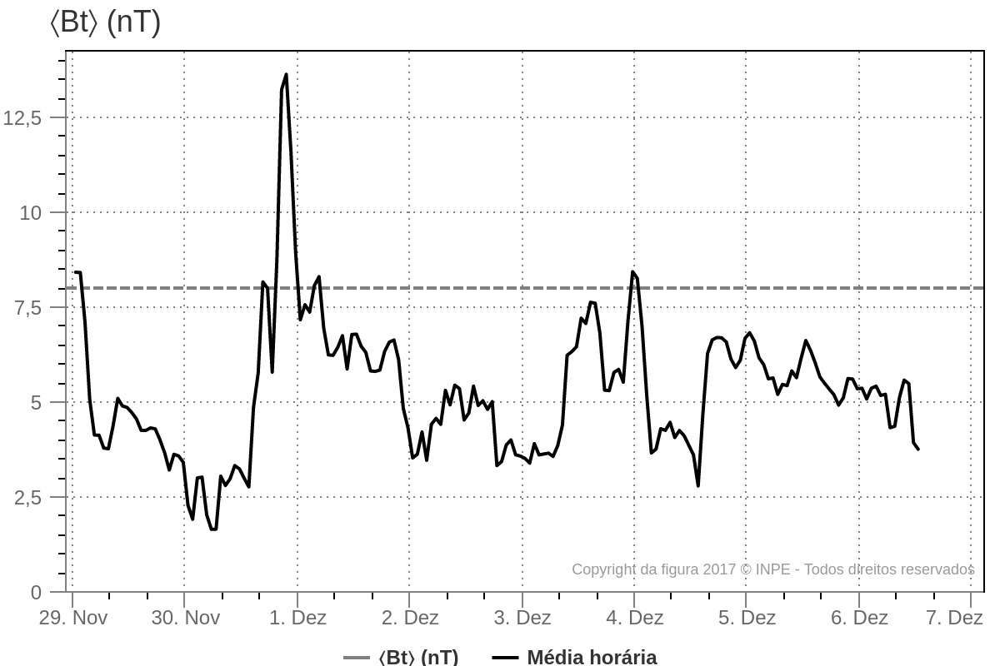 ⟨Bt⟩ (nT)
12,5
10
7,5
5
2,5
0
Copyright da figura 2017 © INPE - Todos direitos reservados
29. Nov 30. Nov 1. Dez 2. Dez 3. Dez 4. Dez 5. Dez 6. Dez 7. Dez
⟨Bt⟩ (nT) Média horária